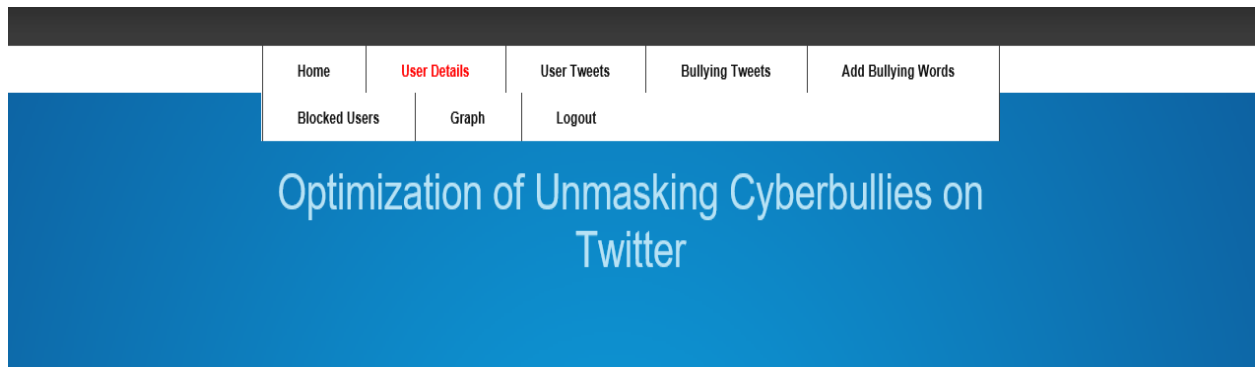 Home User Details User Tweets Bullying Tweets Add Bullying Words
Blocked Users Graph Logout
Optimization of Unmasking Cyberbullies on
Twitter